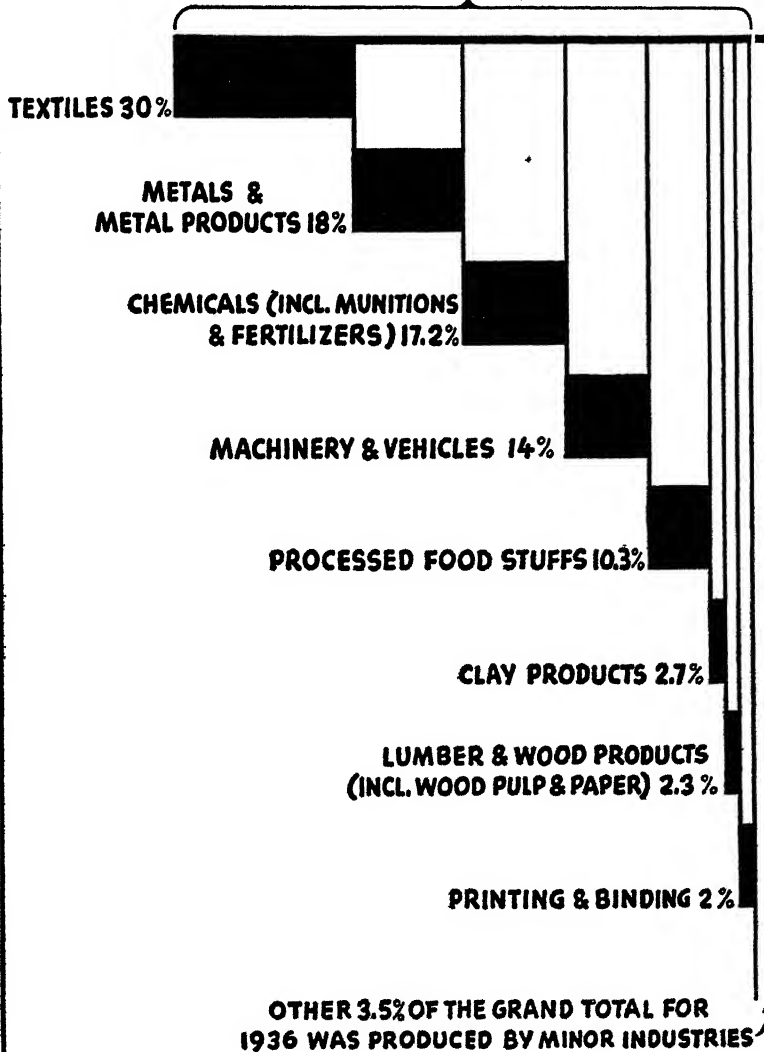 TEXTILES 30%
METALS &
METAL PRODUCTS 18%
CHEMICALS (INCL. MUNITIONS
& FERTILIZERS) 17.2%
MACHINERY & VEHICLES 14%
PROCESSED FOOD STUFFS 10.3%
CLAY PRODUCTS 2.7%
LUMBER & WOOD PRODUCTS
(INCL. WOOD PULP & PAPER) 2.3%
PRINTING & BINDING 2%
OTHER 3.5% OF THE GRAND TOTAL FOR
1936 WAS PRODUCED BY MINOR INDUSTRIES